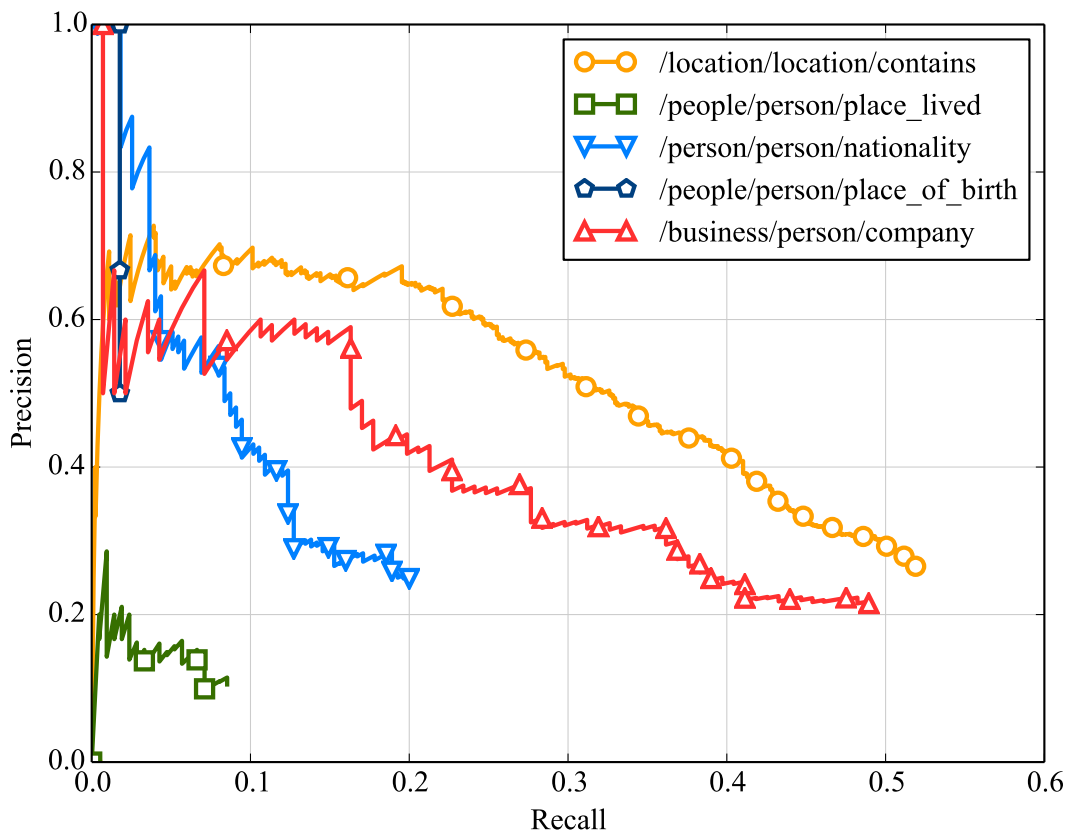 1.0
0.8
0.6
0.4
0.2
0.0
Precision
/location/location/contains
/people/person/place_lived
/person/person/nationality
/people/person/place_of_birth
/business/person/company
0.0 0.1 0.2 0.3 0.4 0.5 0.6
Recall